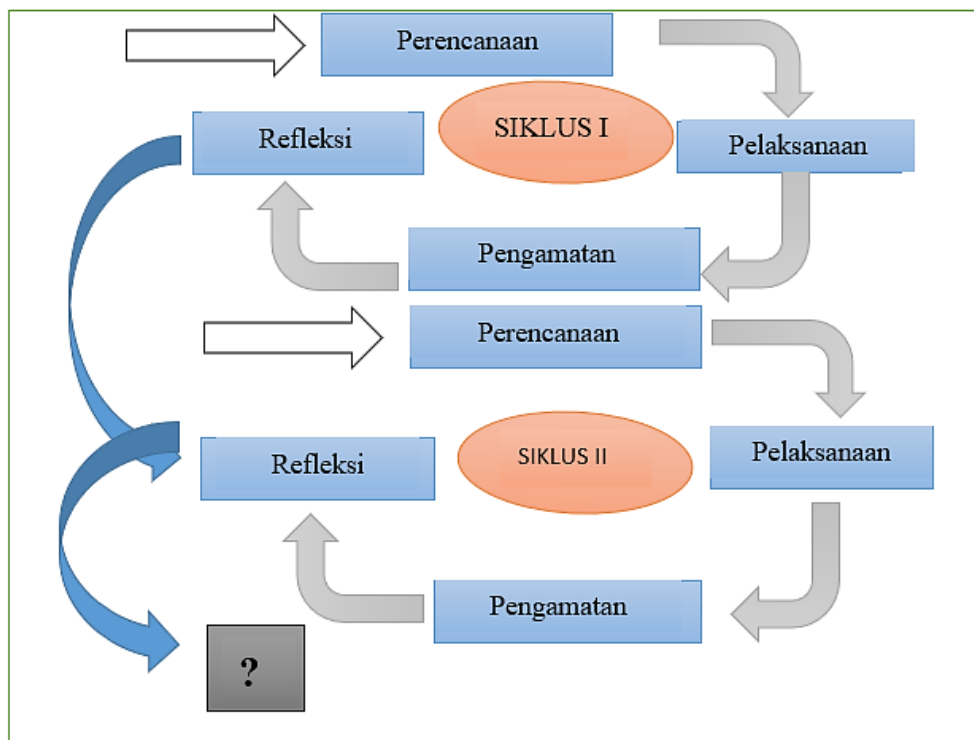 Perencanaan
SIKLUS I
Refleksi
Pelaksanaan
Pengamatan
Perencanaan
Pelaksanaan
Refleksi
SIKLUS II
Pengamatan
?